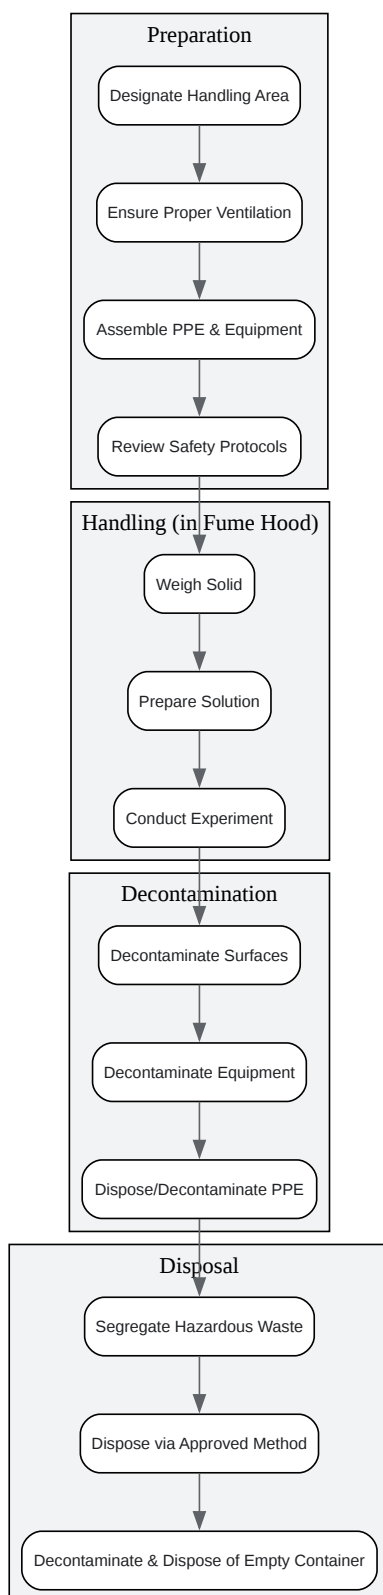 Preparation
Designate Handling Area
Ensure Proper Ventilation
Assemble PPE & Equipment
Review Safety Protocols
Handling (in Fume Hood)
Weigh Solid
Prepare Solution
Conduct Experiment
Decontamination
Decontaminate Surfaces
Decontaminate Equipment
Dispose/Decontaminate PPE
Disposal
Segregate Hazardous Waste
Dispose via Approved Method
Decontaminate & Dispose of Empty Container